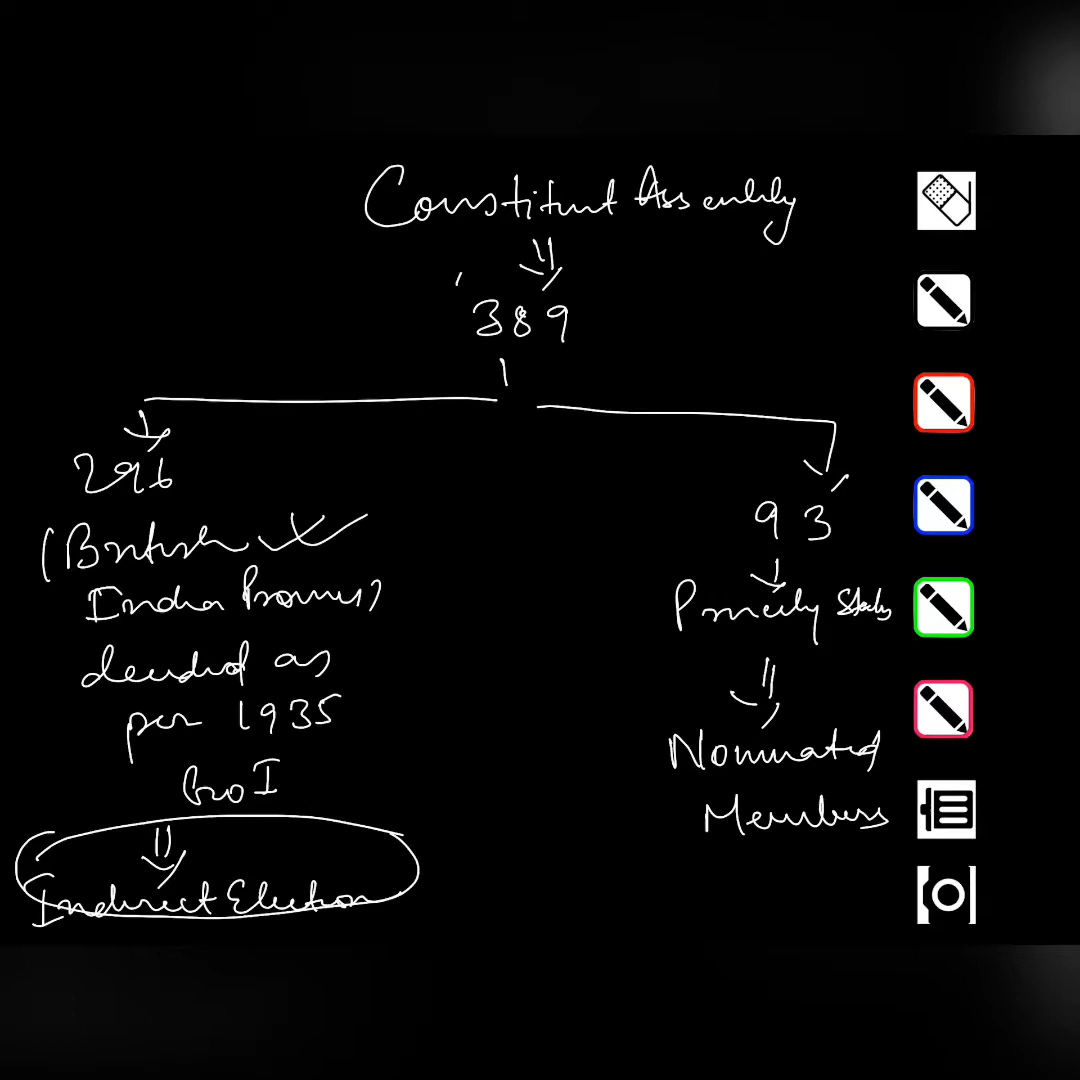 Constituent Assembly
389
296
93
(British
India Provinces)
Princely States
decided as
per 1935
Nominated
GoI
Members
Indirect Election